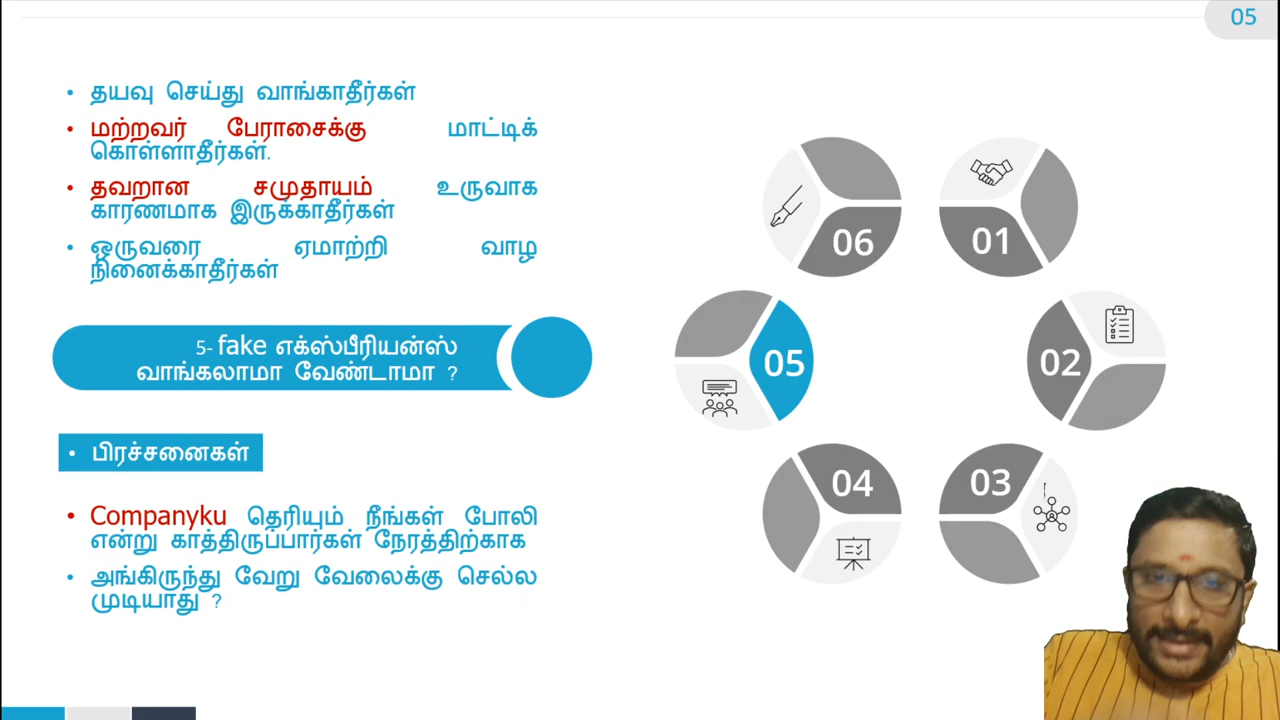 05
• தயவு செய்து வாங்காதீர்கள்
• மற்றவர் பேராசைக்கு மாட்டிக்
கொள்ளாதீர்கள்.
• தவறான சமுதாயம் உருவாக
காரணமாக இருக்காதீர்கள்
• ஒருவரை ஏமாற்றி வாழ
நினைக்காதீர்கள்
5- fake எக்ஸ்பீரியன்ஸ்
வாங்கலாமா வேண்டாமா ?
• பிரச்சனைகள்
• Companyku தெரியும் நீங்கள் போலி
என்று காத்திருப்பார்கள் நேரத்திற்காக
• அங்கிருந்து வேறு வேலைக்கு செல்ல
முடியாது ?
06
01
05
02
04
03